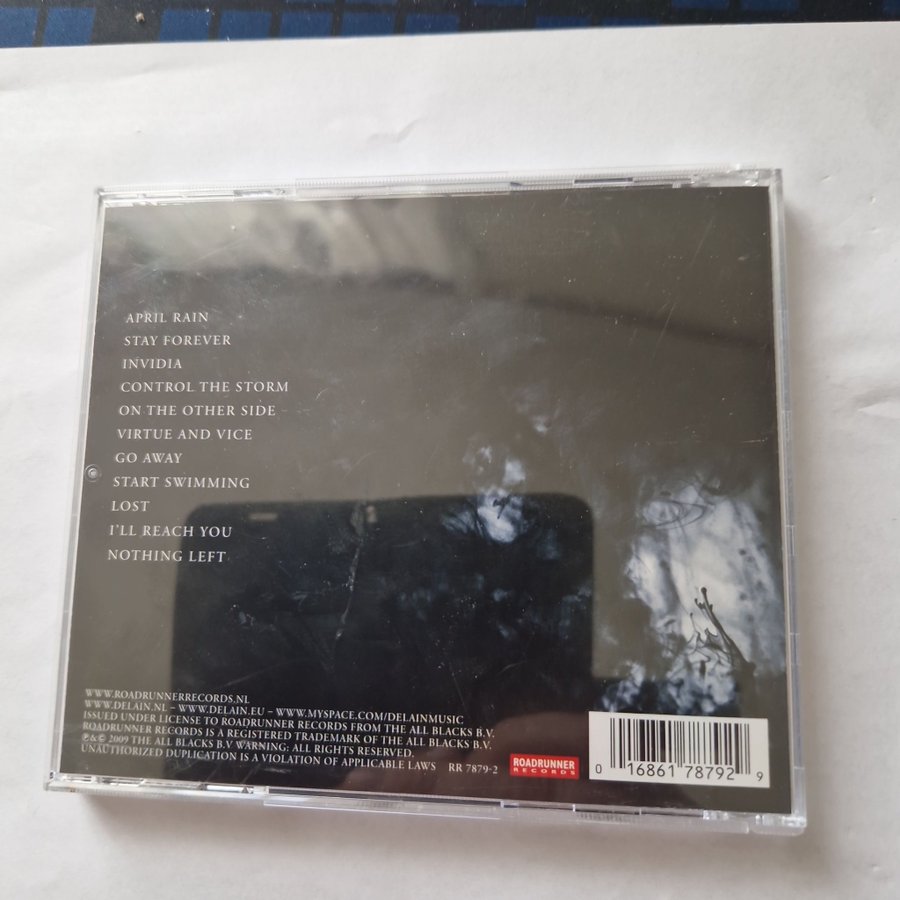 APRIL RAIN
STAY FOREVER
INVIDIA
CONTROL THE STORM
ON THE OTHER SIDE
VIRTUE AND VICE
GO AWAY
START SWIMMING
LOST
I'LL REACH YOU
NOTHING LEFT
WWW.ROADRUNNERRECORDS.NL
WWW.DELAIN.NL – WWW.DELAIN.EU – WWW.MYSPACE.COM/DELAINMUSIC
ISSUED UNDER LICENSE TO ROADRUNNER RECORDS FROM THE ALL BLACKS B.V.
ROADRUNNER RECORDS IS A REGISTERED TRADEMARK OF THE ALL BLACKS B.V.
℗&© 2009 THE ALL BLACKS B.V WARNING: ALL RIGHTS RESERVED.
UNAUTHORIZED DUPLICATION IS A VIOLATION OF APPLICABLE LAWS RR 7879-2
ROADRUNNER
RECORDS
0 16861 78792 9